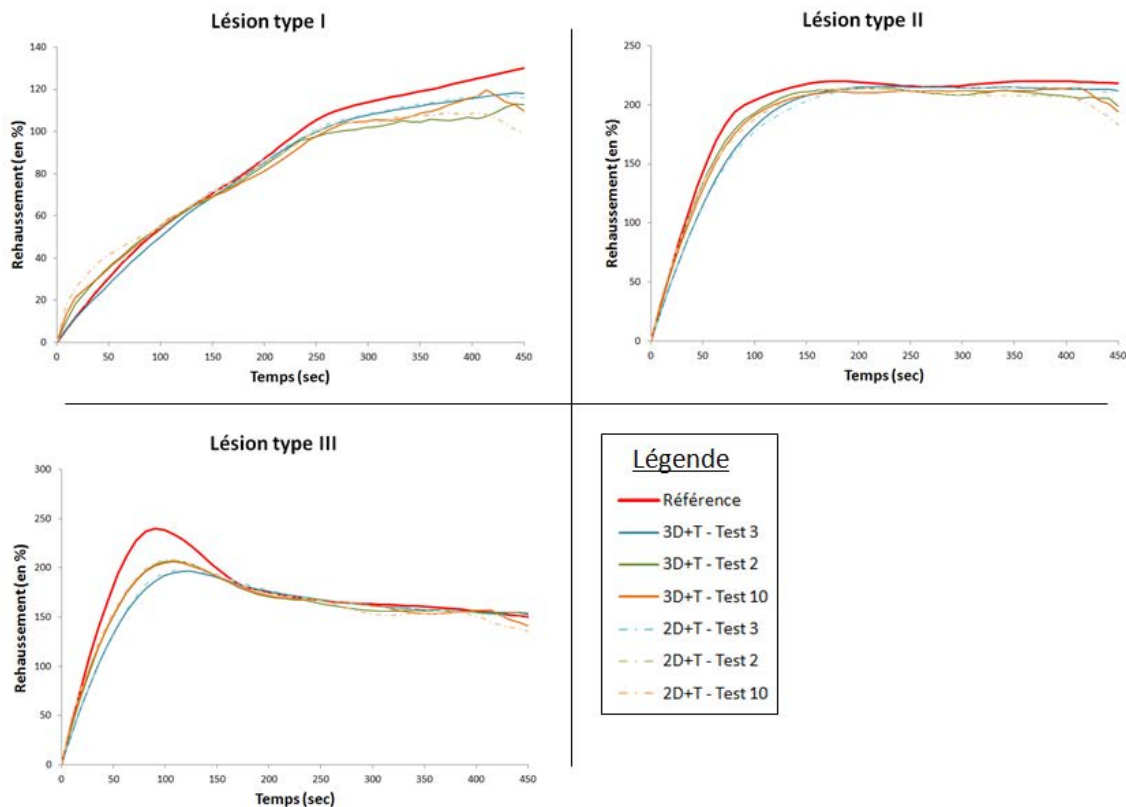 Lésion type I
Rehaussement (en %)
140
120
100
80
60
40
20
0
0 50 100 150 200 250 300 350 400 450
Temps (sec)
Lésion type II
Rehaussement (en %)
250
200
150
100
50
0
0 50 100 150 200 250 300 350 400 450
Temps (sec)
Lésion type III
Rehaussement (en %)
300
250
200
150
100
50
0
0 50 100 150 200 250 300 350 400 450
Temps (sec)
Légende
Référence
3D+T - Test 3
3D+T - Test 2
3D+T - Test 10
2D+T - Test 3
2D+T - Test 2
2D+T - Test 10